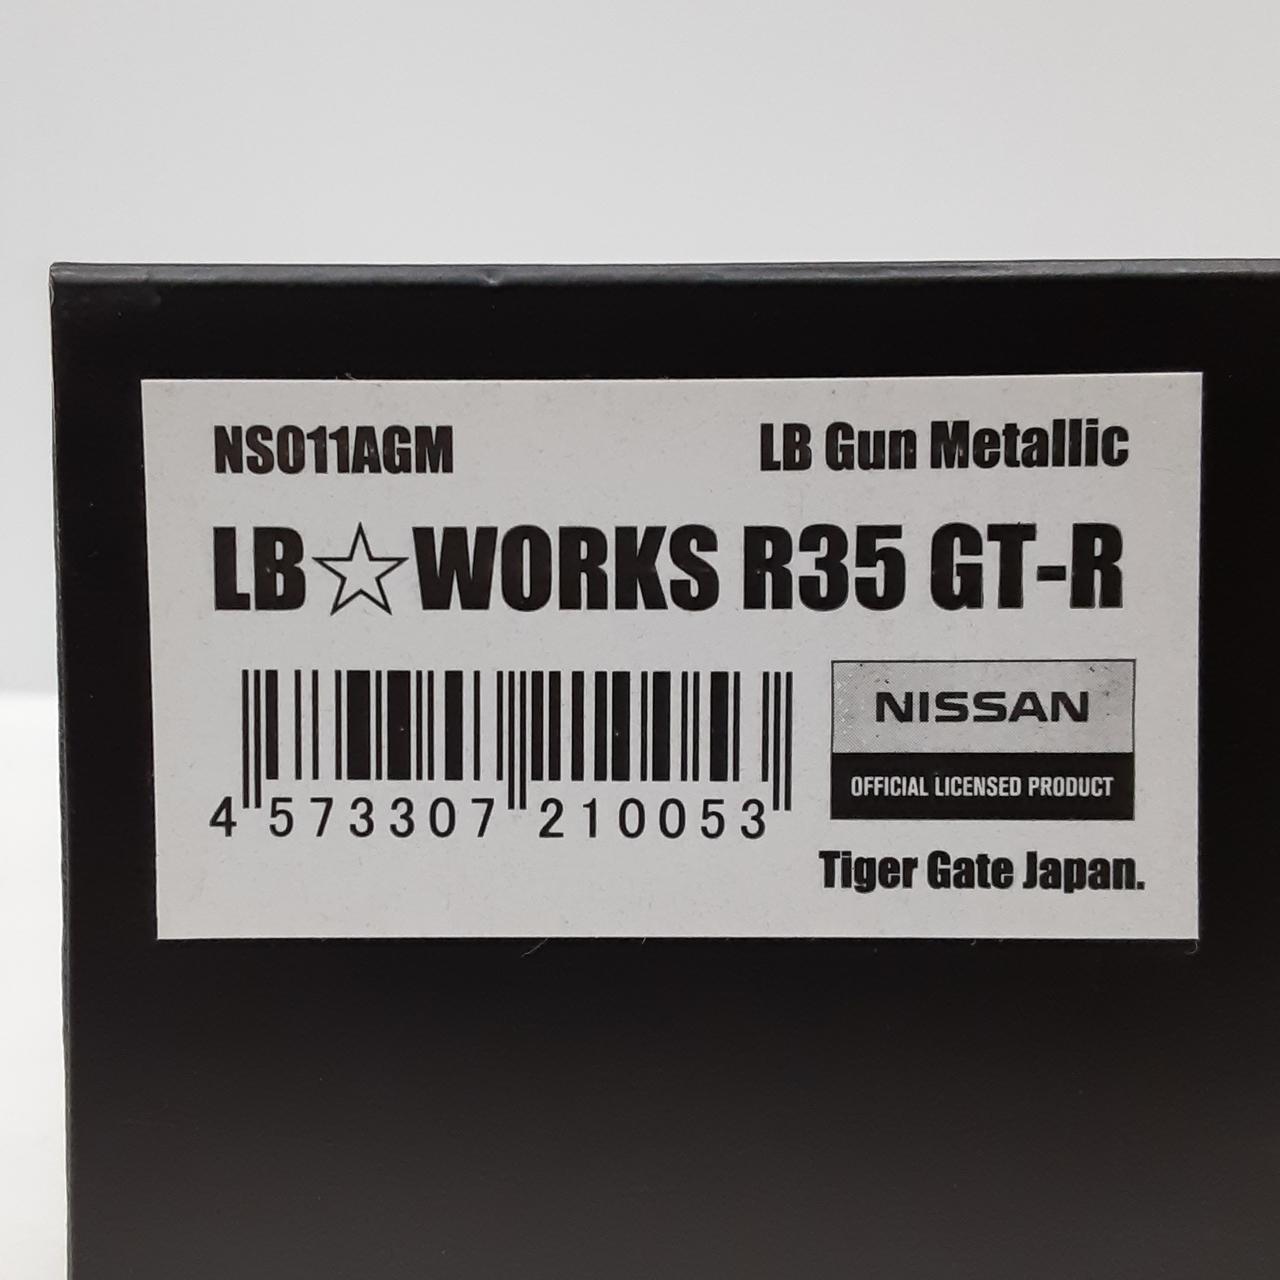 NS011AGM LB Gun Metallic
LB☆WORKS R35 GT-R
NISSAN
OFFICIAL LICENSED PRODUCT
4 573307 210053
Tiger Gate Japan.